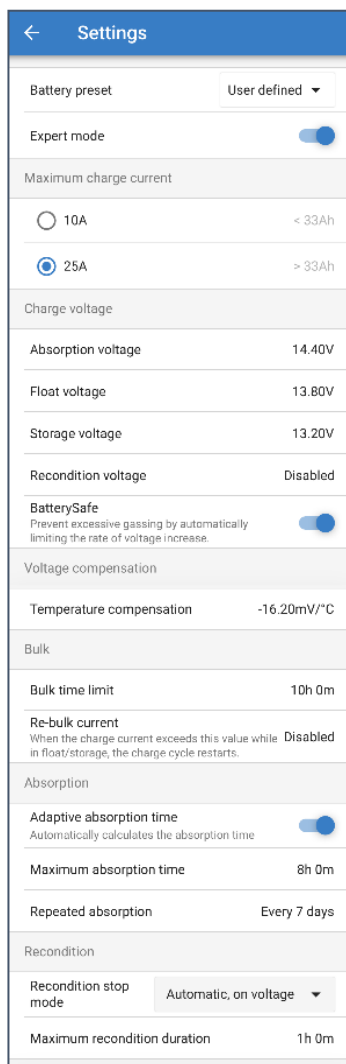 Settings
Battery preset User defined
Expert mode
Maximum charge current
10A < 33Ah
25A > 33Ah
Charge voltage
Absorption voltage 14.40V
Float voltage 13.80V
Storage voltage 13.20V
Recondition voltage Disabled
BatterySafe
Prevent excessive gassing by automatically
limiting the rate of voltage increase.
Voltage compensation
Temperature compensation -16.20mV/°C
Bulk
Bulk time limit 10h 0m
Re-bulk current
When the charge current exceeds this value while Disabled
in float/storage, the charge cycle restarts.
Absorption
Adaptive absorption time
Automatically calculates the absorption time
Maximum absorption time 8h 0m
Repeated absorption Every 7 days
Recondition
Recondition stop
mode Automatic, on voltage
Maximum recondition duration 1h 0m